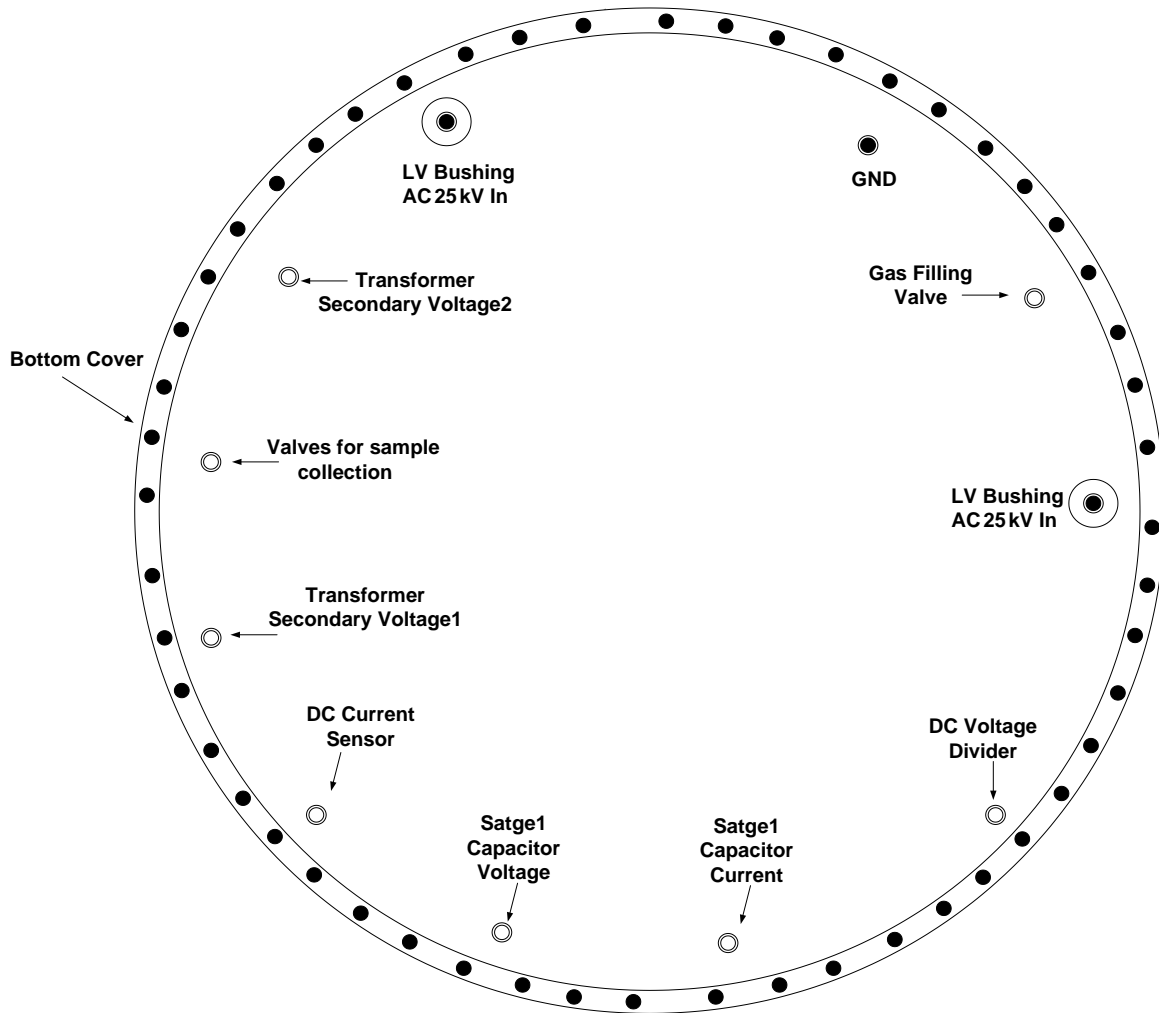 LV Bushing
AC 25 kV In
GND
Transformer
Secondary Voltage2
Gas Filling
Valve
Bottom Cover
Valves for sample
collection
LV Bushing
AC 25 kV In
Transformer
Secondary Voltage1
DC Current
Sensor
DC Voltage
Divider
Satge1
Capacitor
Voltage
Satge1
Capacitor
Current